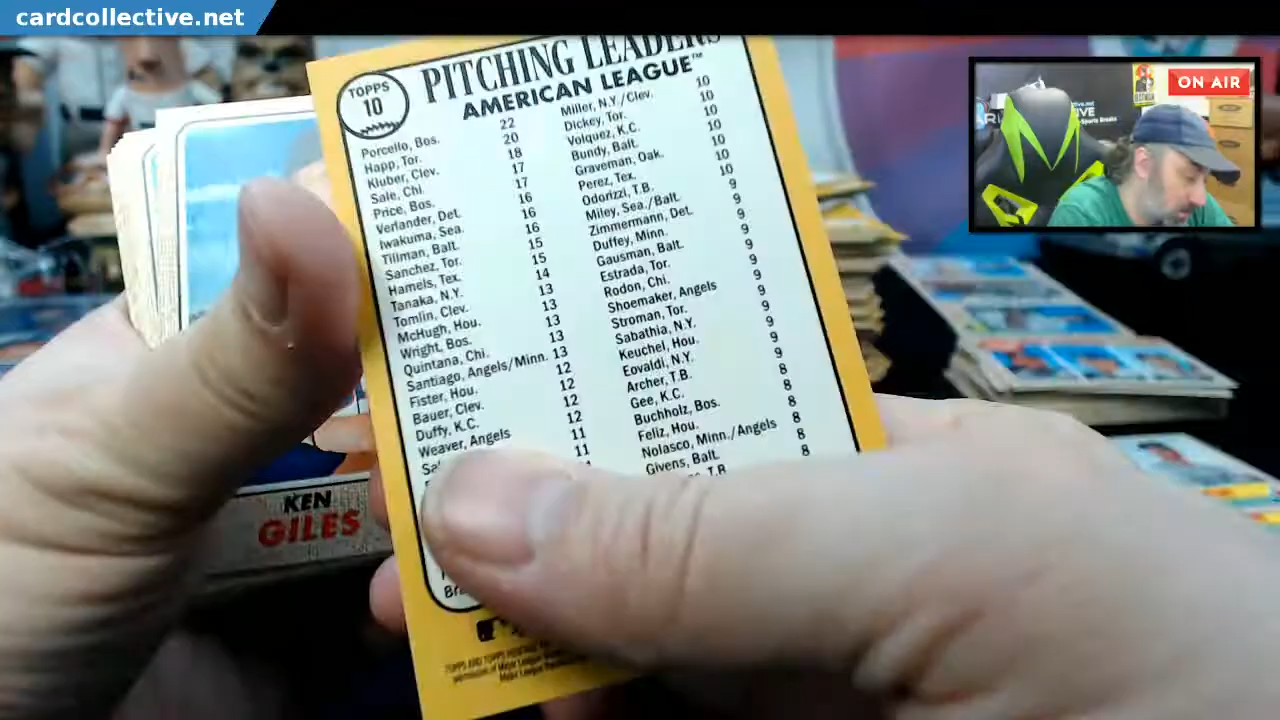 cardcollective.net
ON AIR
TOPPS
10
PITCHING LEADERS
AMERICAN LEAGUE™
Porcello, Bos. 22
Happ, Tor. 20
Kluber, Clev. 18
Sale, Chi. 17
Price, Bos. 17
Verlander, Det. 16
Iwakuma, Sea. 16
Tillman, Balt. 16
Sanchez, Tor. 15
Hamels, Tex. 15
Tanaka, N.Y. 14
Tomlin, Clev. 13
McHugh, Hou. 13
Wright, Bos. 13
Quintana, Chi. 13
Santiago, Angels/Minn. 13
Fister, Hou. 12
Bauer, Clev. 12
Duffy, K.C. 12
Weaver, Angels 11
11
Miller, N.Y./Clev. 10
Dickey, Tor. 10
Volquez, K.C. 10
Bundy, Balt. 10
Graveman, Oak. 10
Perez, Tex. 10
Odorizzi, T.B. 10
Miley, Sea./Balt. 9
Zimmermann, Det. 9
Duffey, Minn. 9
Gausman, Balt. 9
Estrada, Tor. 9
Rodon, Chi. 9
Shoemaker, Angels 9
Stroman, Tor. 9
Sabathia, N.Y. 9
Keuchel, Hou. 9
Eovaldi, N.Y. 9
Archer, T.B. 9
Gee, K.C. 8
Buchholz, Bos. 8
Feliz, Hou. 8
Nolasco, Minn./Angels 8
Givens, Balt. 8
T.B. 8
KEN
GILES